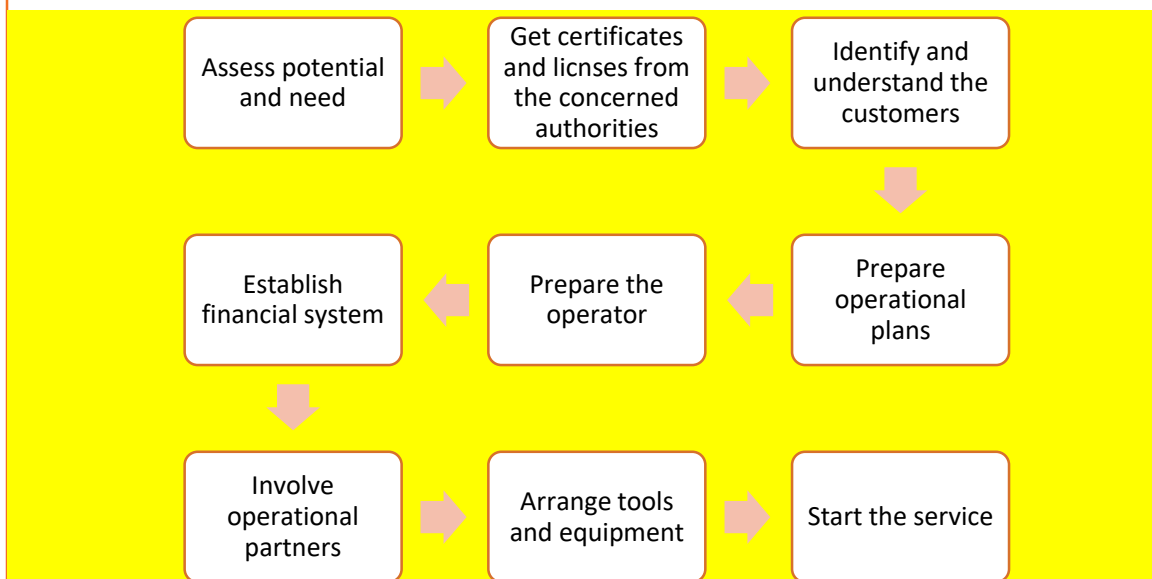 Assess potential
and need
Get certificates
and licnses from
the concerned
authorities
Identify and
understand the
customers
Prepare
operational
plans
Prepare the
operator
Establish
financial system
Involve
operational
partners
Arrange tools
and equipment
Start the service